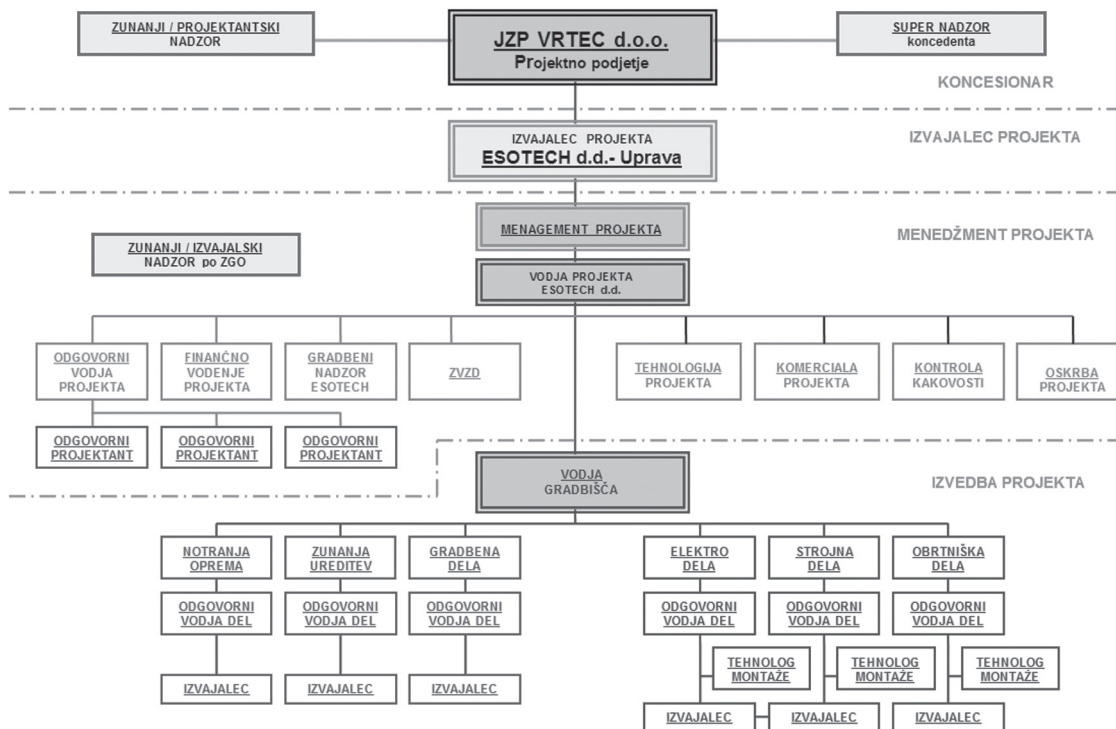 ZUNANJI / PROJEKTANTSKI
NADZOR
JZP VRTEC d.o.o.
Projektno podjetje
SUPER NADZOR
koncedenta
KONCESIONAR
IZVAJALEC PROJEKTA
ESOTECH d.d.- Uprava
IZVAJALEC PROJEKTA
MENAGEMENT PROJEKTA
MENEDŽMENT PROJEKTA
ZUNANJI / IZVAJALSKI
NADZOR po ZGO
VODJA PROJEKTA
ESOTECH d.d.
ODGOVORNI
VODJA
PROJEKTA
FINANČNO
VODENJE
PROJEKTA
GRADBENI
NADZOR
ESOTECH
ZVZD
TEHNOLOGIJA
PROJEKTA
KOMERCIALA
PROJEKTA
KONTROLA
KAKOVOSTI
OSKRBA
PROJEKTA
ODGOVORNI
PROJEKTANT
ODGOVORNI
PROJEKTANT
ODGOVORNI
PROJEKTANT
VODJA
GRADBIŠČA
IZVEDBA PROJEKTA
NOTRANJA
OPREMA
ZUNANJA
UREDITEV
GRADBENA
DELA
ELEKTRO
DELA
STROJNA
DELA
OBRTNIŠKA
DELA
ODGOVORNI
VODJA DEL
ODGOVORNI
VODJA DEL
ODGOVORNI
VODJA DEL
ODGOVORNI
VODJA DEL
ODGOVORNI
VODJA DEL
ODGOVORNI
VODJA DEL
TEHNOLOG
MONTAŽE
TEHNOLOG
MONTAŽE
TEHNOLOG
MONTAŽE
IZVAJALEC
IZVAJALEC
IZVAJALEC
IZVAJALEC
IZVAJALEC
IZVAJALEC